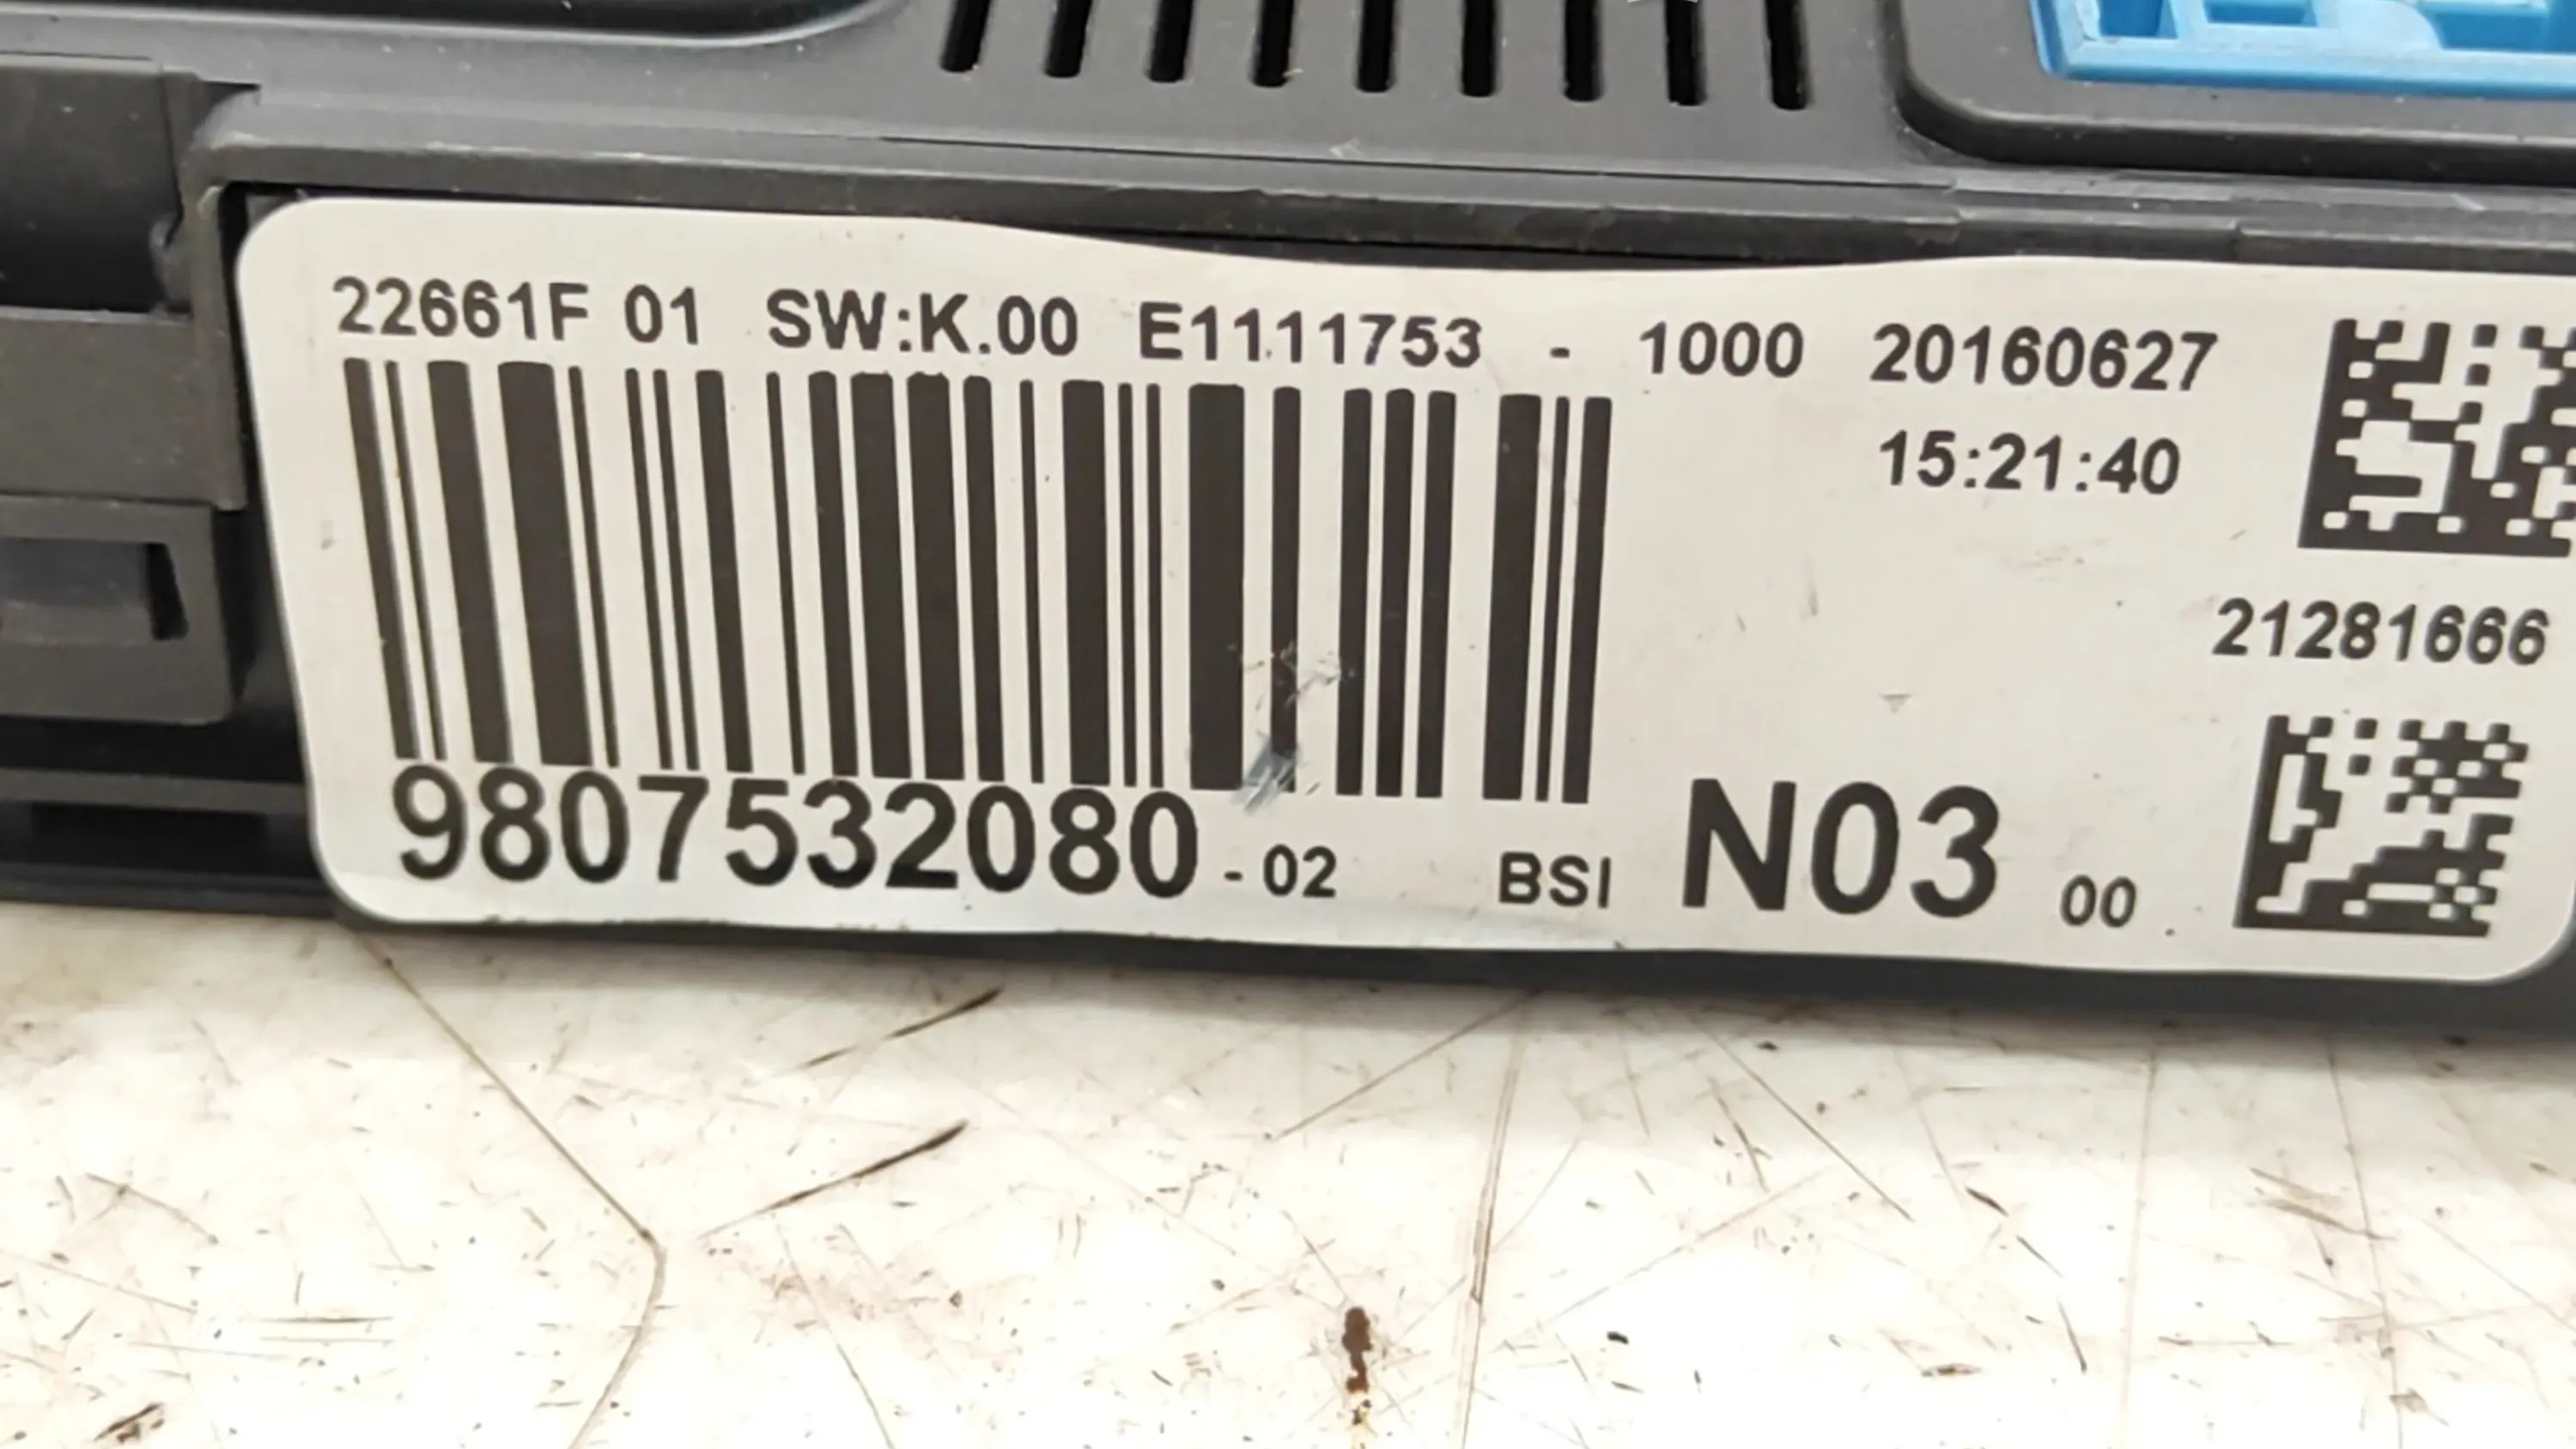 22661F 01 SW:K.00 E1111753 - 1000 20160627
15:21:40
21281666
9807532080 - 02 BSI N03 00